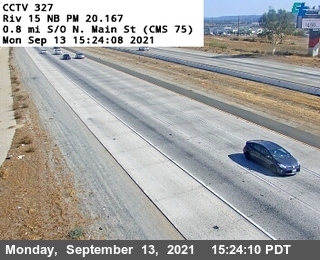 CCTV 327
Riv 15 NB PM 20.167
0.8 mi S/O N. Main St (CMS 75)
Mon Sep 13 15:24:08 2021
Monday, September 13, 2021 15:24:10 PDT